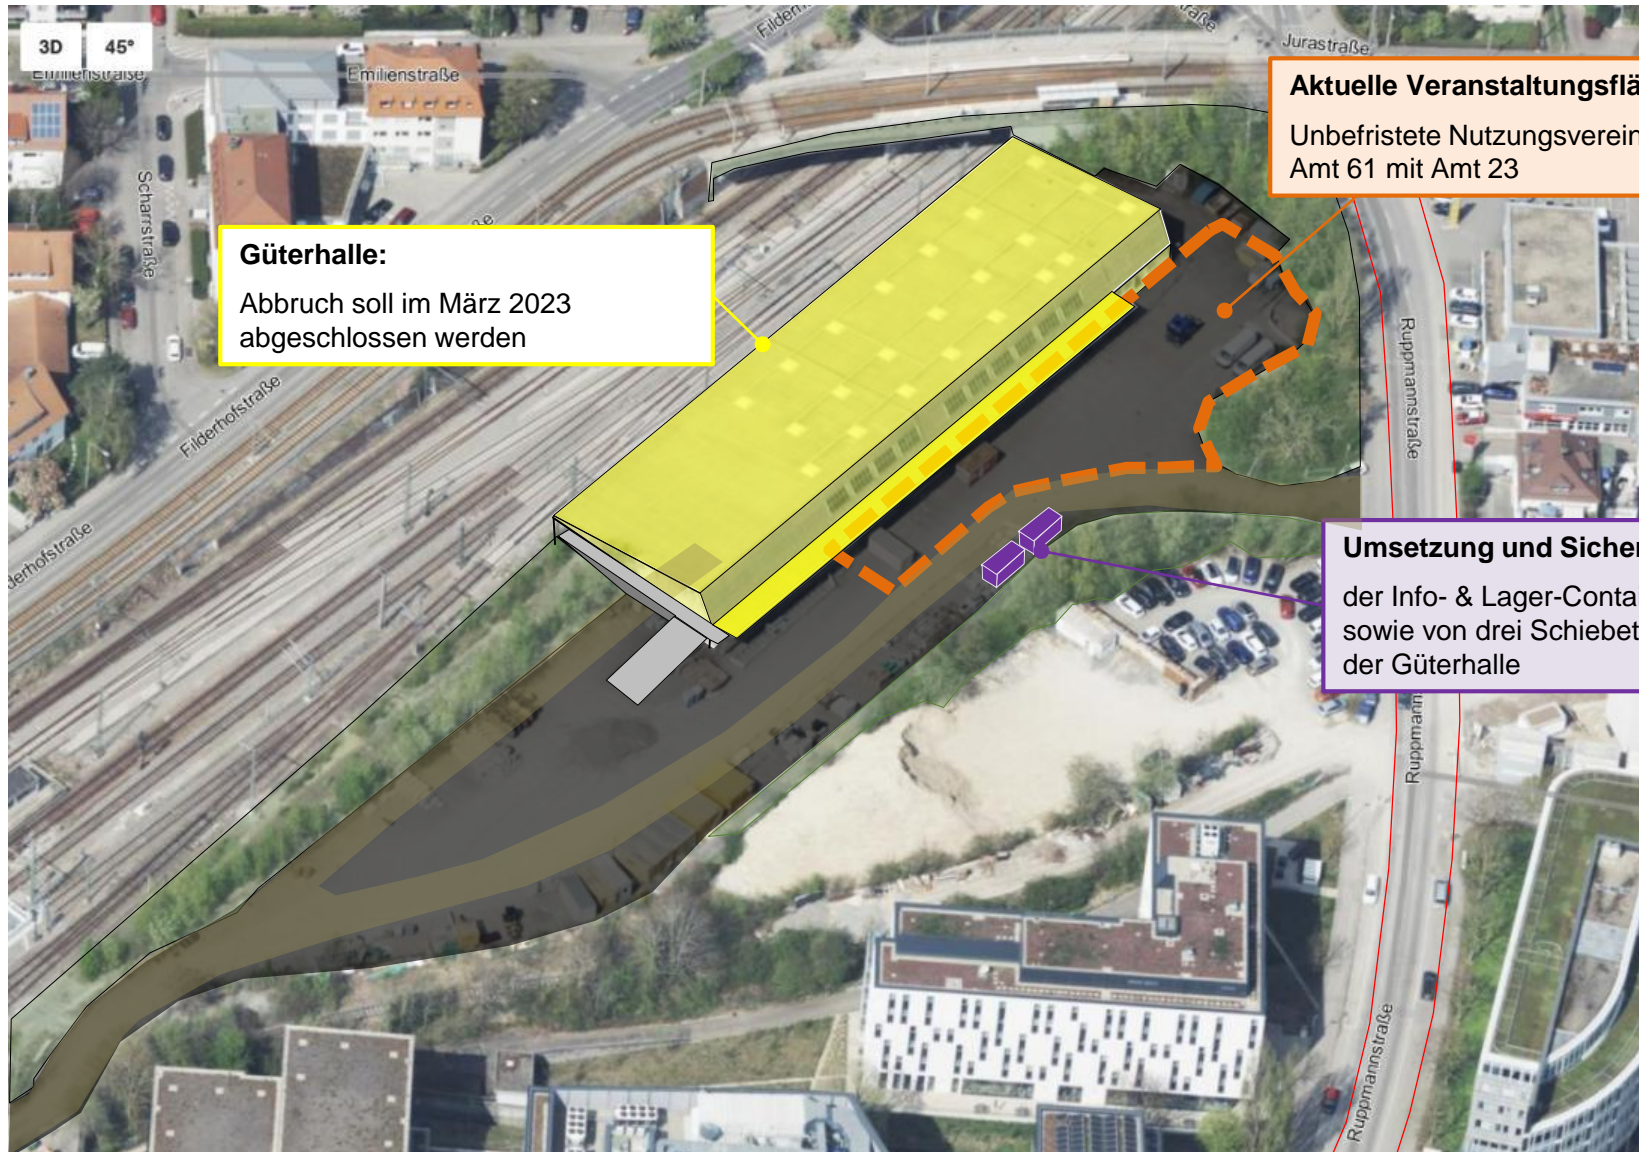 3D 45°
Emilienstraße
Emilienstraße
Jurastraße
Scharrstraße
Filderhofstraße
Ruppmannstraße
Ruppmannstraße
Aktuelle Veranstaltungsflä
Unbefristete Nutzungsverein
Amt 61 mit Amt 23
Güterhalle:
Abbruch soll im März 2023
abgeschlossen werden
Umsetzung und Sicher
der Info- & Lager-Conta
sowie von drei Schiebet
der Güterhalle